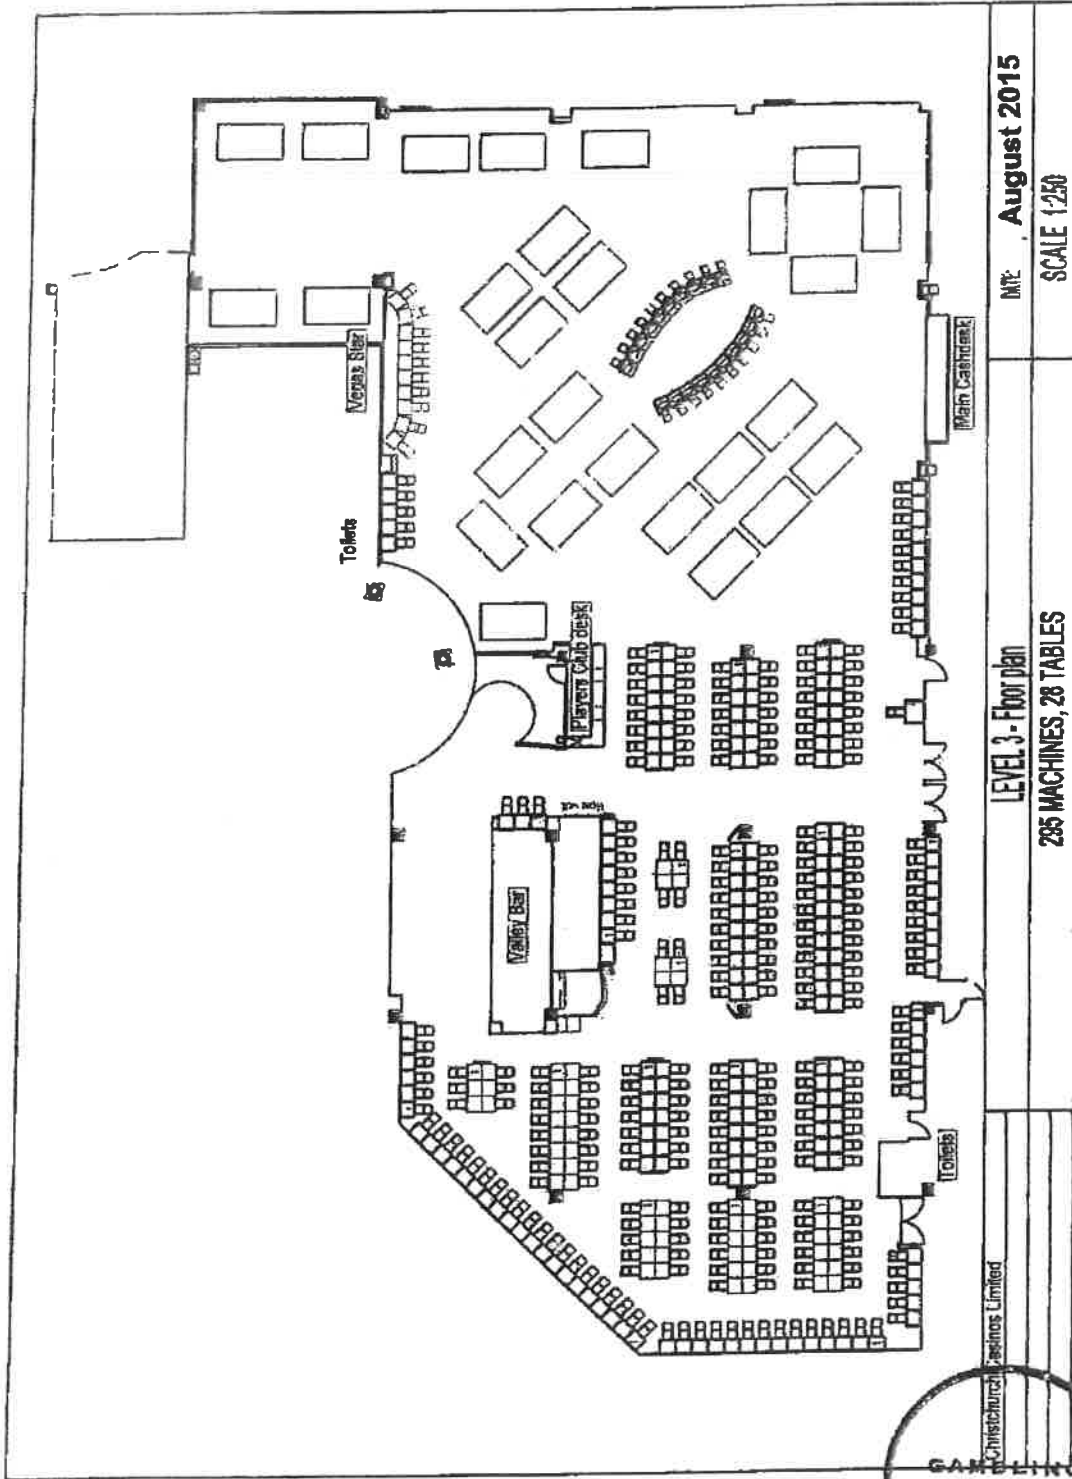 Toilets
Vegas Star
Players Club desk
Valley Bar
Main Cashdesk
Toilets
Christchurch Casinos Limited
LEVEL 3 - Floor plan
295 MACHINES, 28 TABLES
DATE: August 2015
SCALE 1:250